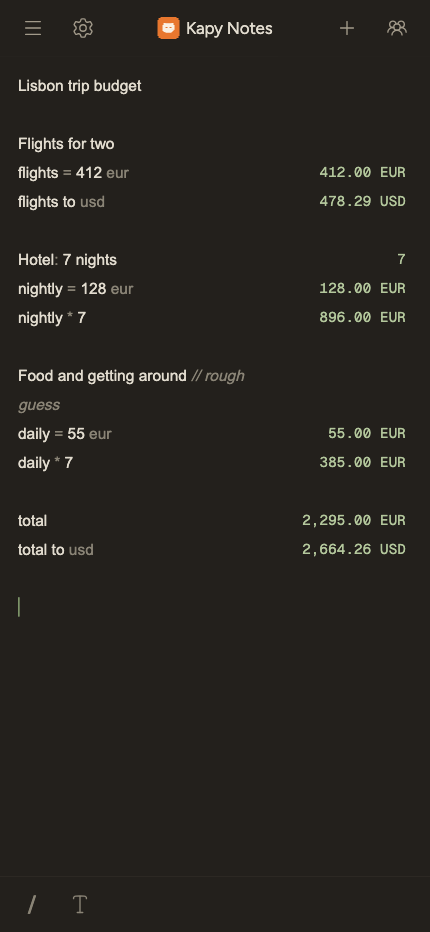 Kapy Notes
Lisbon trip budget
Flights for two
flights = 412 eur 412.00 EUR
flights to usd 478.29 USD
Hotel: 7 nights 7
nightly = 128 eur 128.00 EUR
nightly * 7 896.00 EUR
Food and getting around // rough
guess
daily = 55 eur 55.00 EUR
daily * 7 385.00 EUR
total 2,295.00 EUR
total to usd 2,664.26 USD
/ T